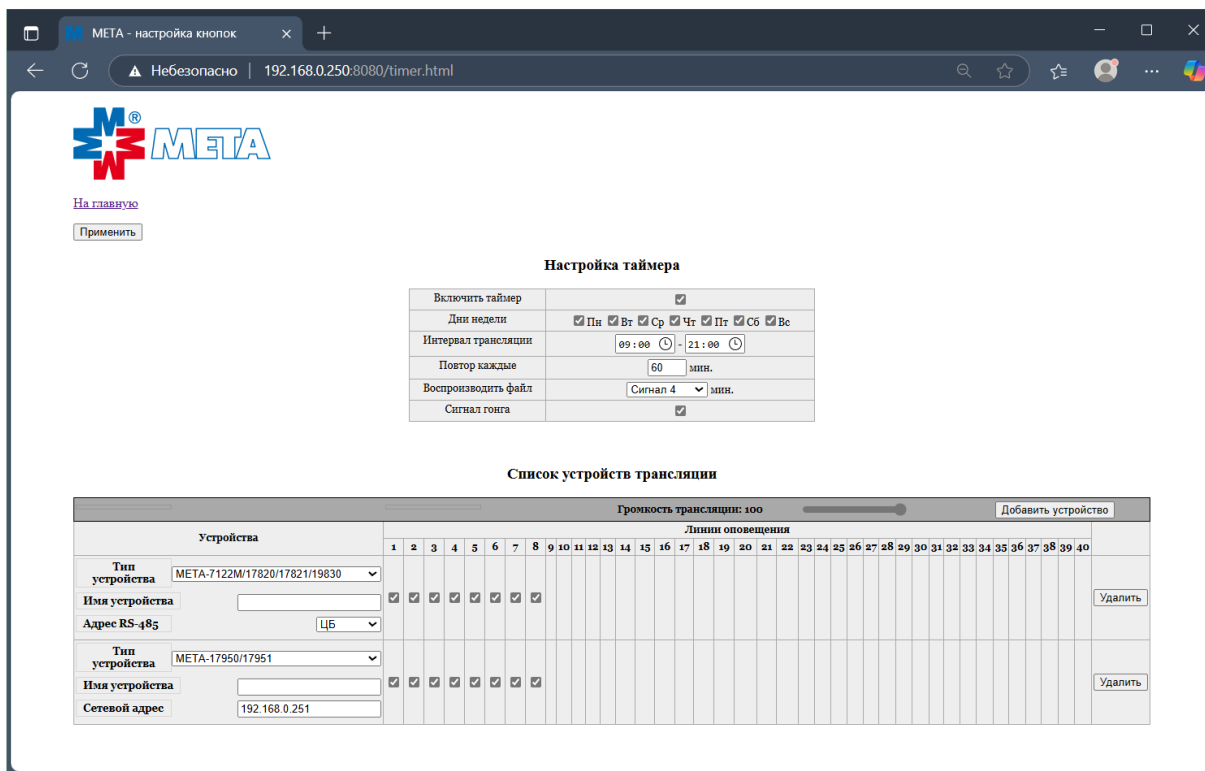 МЕТА - настройка кнопок
Небезопасно 192.168.0.250:8080/timer.html
М ® META
На главную
Применить
Настройка таймера
Включить таймер
Дни недели Пн Вт Ср Чт Пт Сб Вс
Интервал трансляции 09:00 - 21:00
Повтор каждые 60 мин.
Воспроизводить файл Сигнал 4 мин.
Сигнал гонга
Список устройств трансляции
Громкость трансляции: 100 Добавить устройство
Устройства Линии оповещения
1 2 3 4 5 6 7 8 9 10 11 12 13 14 15 16 17 18 19 20 21 22 23 24 25 26 27 28 29 30 31 32 33 34 35 36 37 38 39 40
Тип устройства МЕТА-7122М/17820/17821/19830
Имя устройства Удалить
Адрес RS-485 ЦБ
Тип устройства МЕТА-17950/17951
Имя устройства Удалить
Сетевой адрес 192.168.0.251